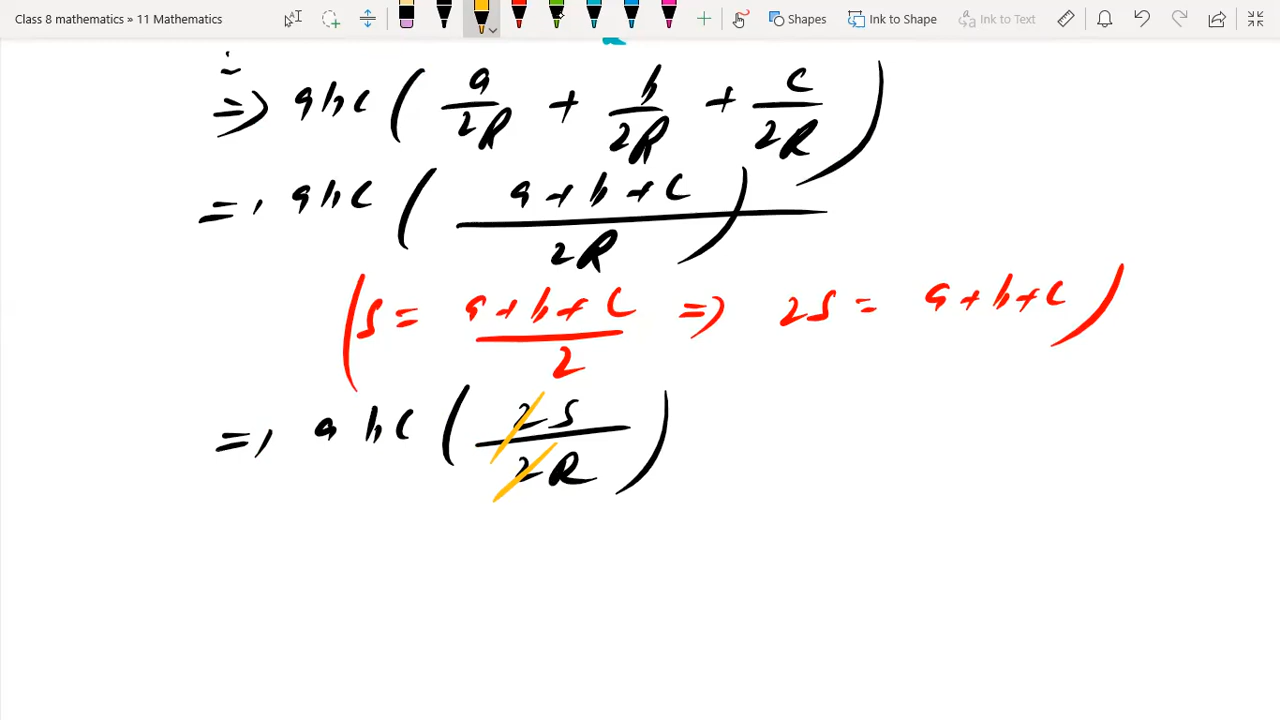 Class 8 mathematics » 11 Mathematics Shapes Ink to Shape Ink to Text
=> abc ( a/2R + b/2R + c/2R )
=, abc ( a+b+c / 2R )
( S = a+b+c / 2 => 2S = a+b+c )
=, abc ( 2S / 2R )